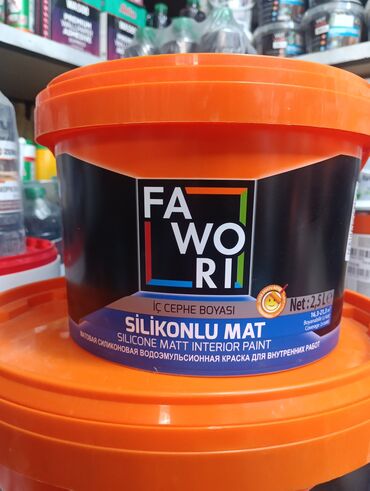 FA
WO
RI
İÇ CEPHE BOYASI
SİLİKONLU MAT
SILICONE MATT INTERIOR PAINT
МАТОВАЯ СИЛИКОНОВАЯ ВОДОЭМУЛЬСИОННАЯ КРАСКА ДЛЯ ВНУТРЕННИХ РАБОТ
Net: 2,5 L